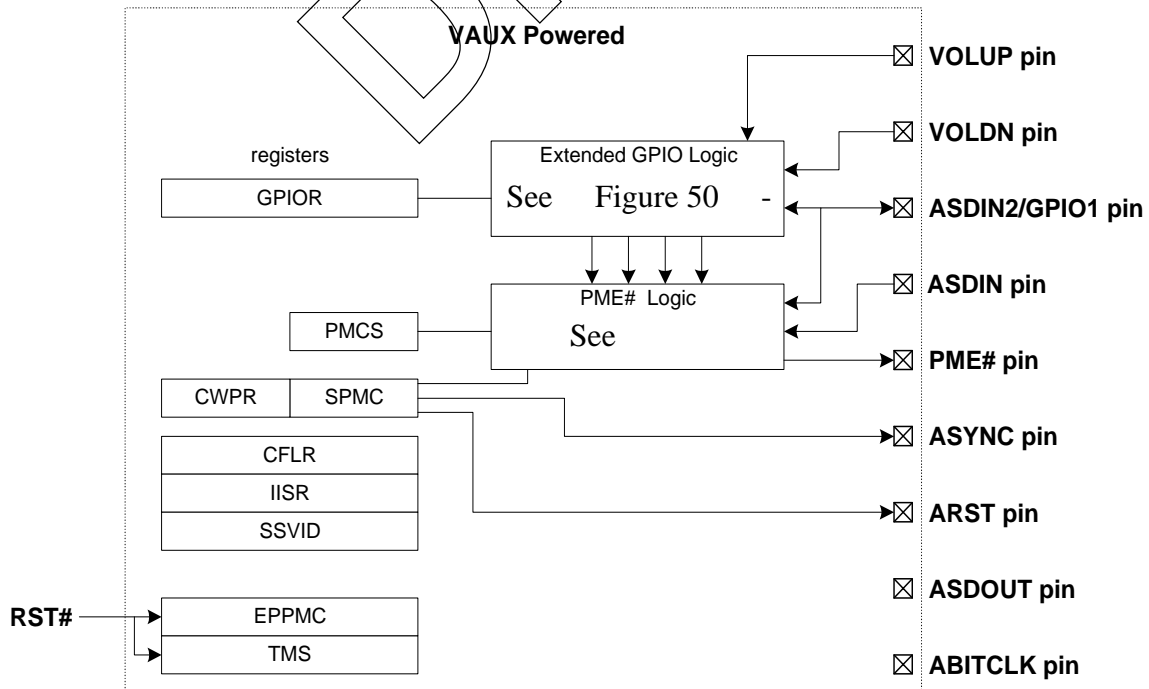 VAUX Powered
VOLUP pin
VOLDN pin
registers
Extended GPIO Logic
GPIOR
See Figure 50 -
ASDIN2/GPIO1 pin
ASDIN pin
PME# Logic
PMCS
See
PME# pin
CWPR
SPMC
ASYNC pin
CFLR
IISR
SSVID
ARST pin
ASDOUT pin
RST#
EPPMC
TMS
ABITCLK pin